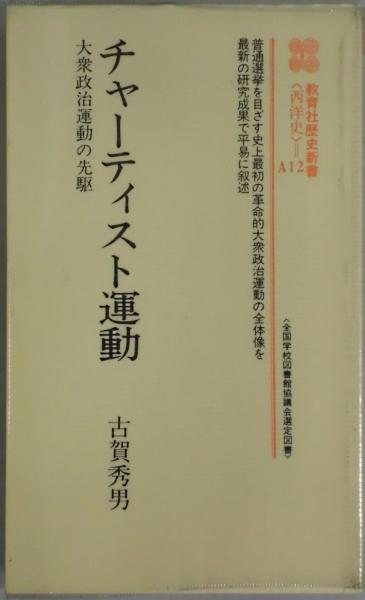 教育社歴史新書
〈西洋史〉
A12
〈全国学校図書館協議会選定図書〉
普通選挙を目ざす史上最初の革命的大衆政治運動の全体像を
最新の研究成果で平易に叙述
チャーティスト運動
大衆政治運動の先駆
古賀秀男